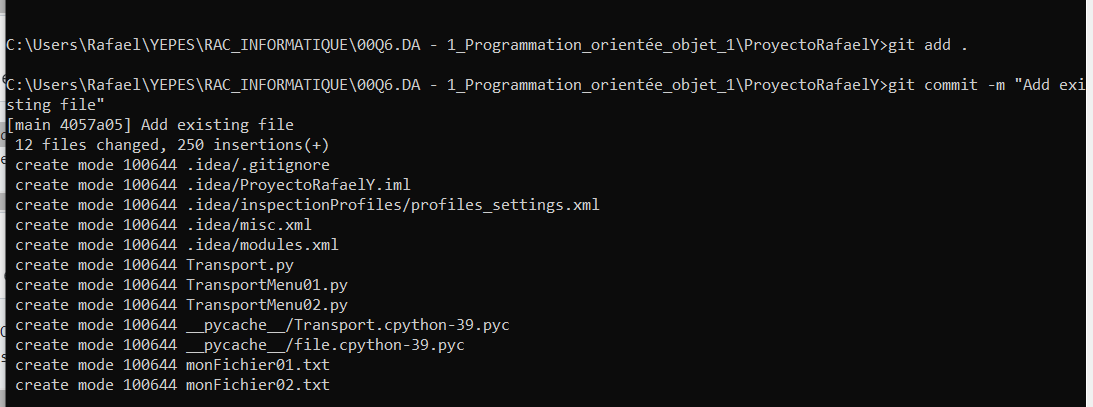 C:\Users\Rafael\YEPES\RAC_INFORMATIQUE\00Q6.DA - 1_Programmation_orientée_objet_1\ProyectoRafaelY>git add .
C:\Users\Rafael\YEPES\RAC_INFORMATIQUE\00Q6.DA - 1_Programmation_orientée_objet_1\ProyectoRafaelY>git commit -m "Add exi
sting file"
[main 4057a05] Add existing file
 12 files changed, 250 insertions(+)
 create mode 100644 .idea/.gitignore
 create mode 100644 .idea/ProyectoRafaelY.iml
 create mode 100644 .idea/inspectionProfiles/profiles_settings.xml
 create mode 100644 .idea/misc.xml
 create mode 100644 .idea/modules.xml
 create mode 100644 Transport.py
 create mode 100644 TransportMenu01.py
 create mode 100644 TransportMenu02.py
 create mode 100644 __pycache__/Transport.cpython-39.pyc
 create mode 100644 __pycache__/file.cpython-39.pyc
 create mode 100644 monFichier01.txt
 create mode 100644 monFichier02.txt